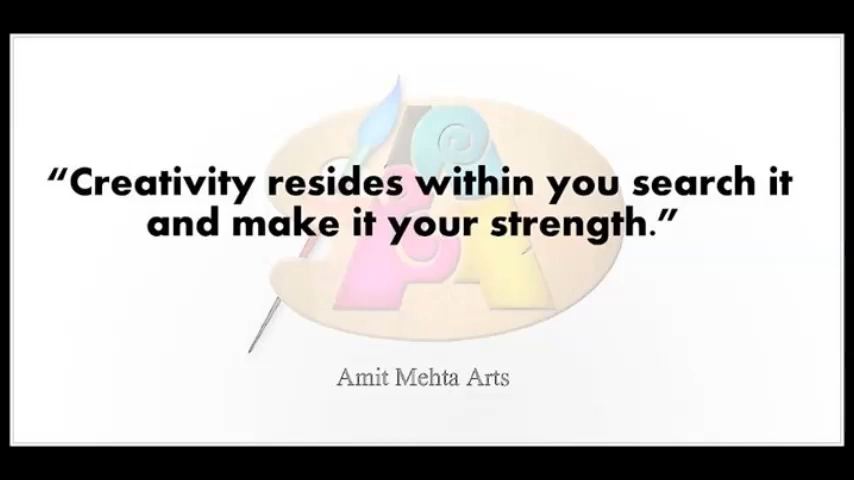 “Creativity resides within you search it
and make it your strength.”
Amit Mehta Arts